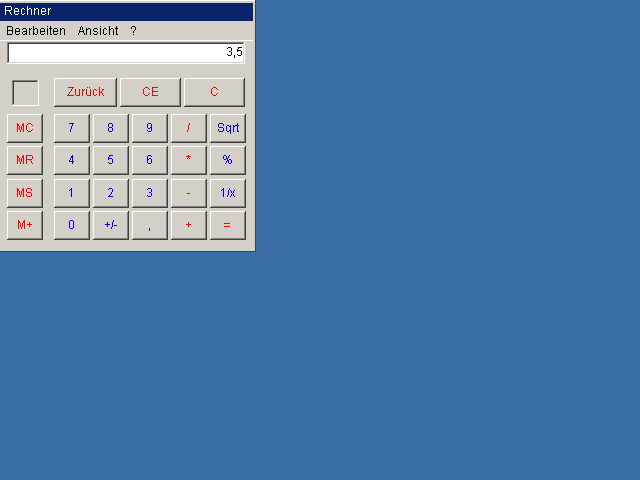 Rechner
Bearbeiten Ansicht ?
3,5
Zurück CE C
MC 7 8 9 / Sqrt
MR 4 5 6 * %
MS 1 2 3 - 1/x
M+ 0 +/- , + =